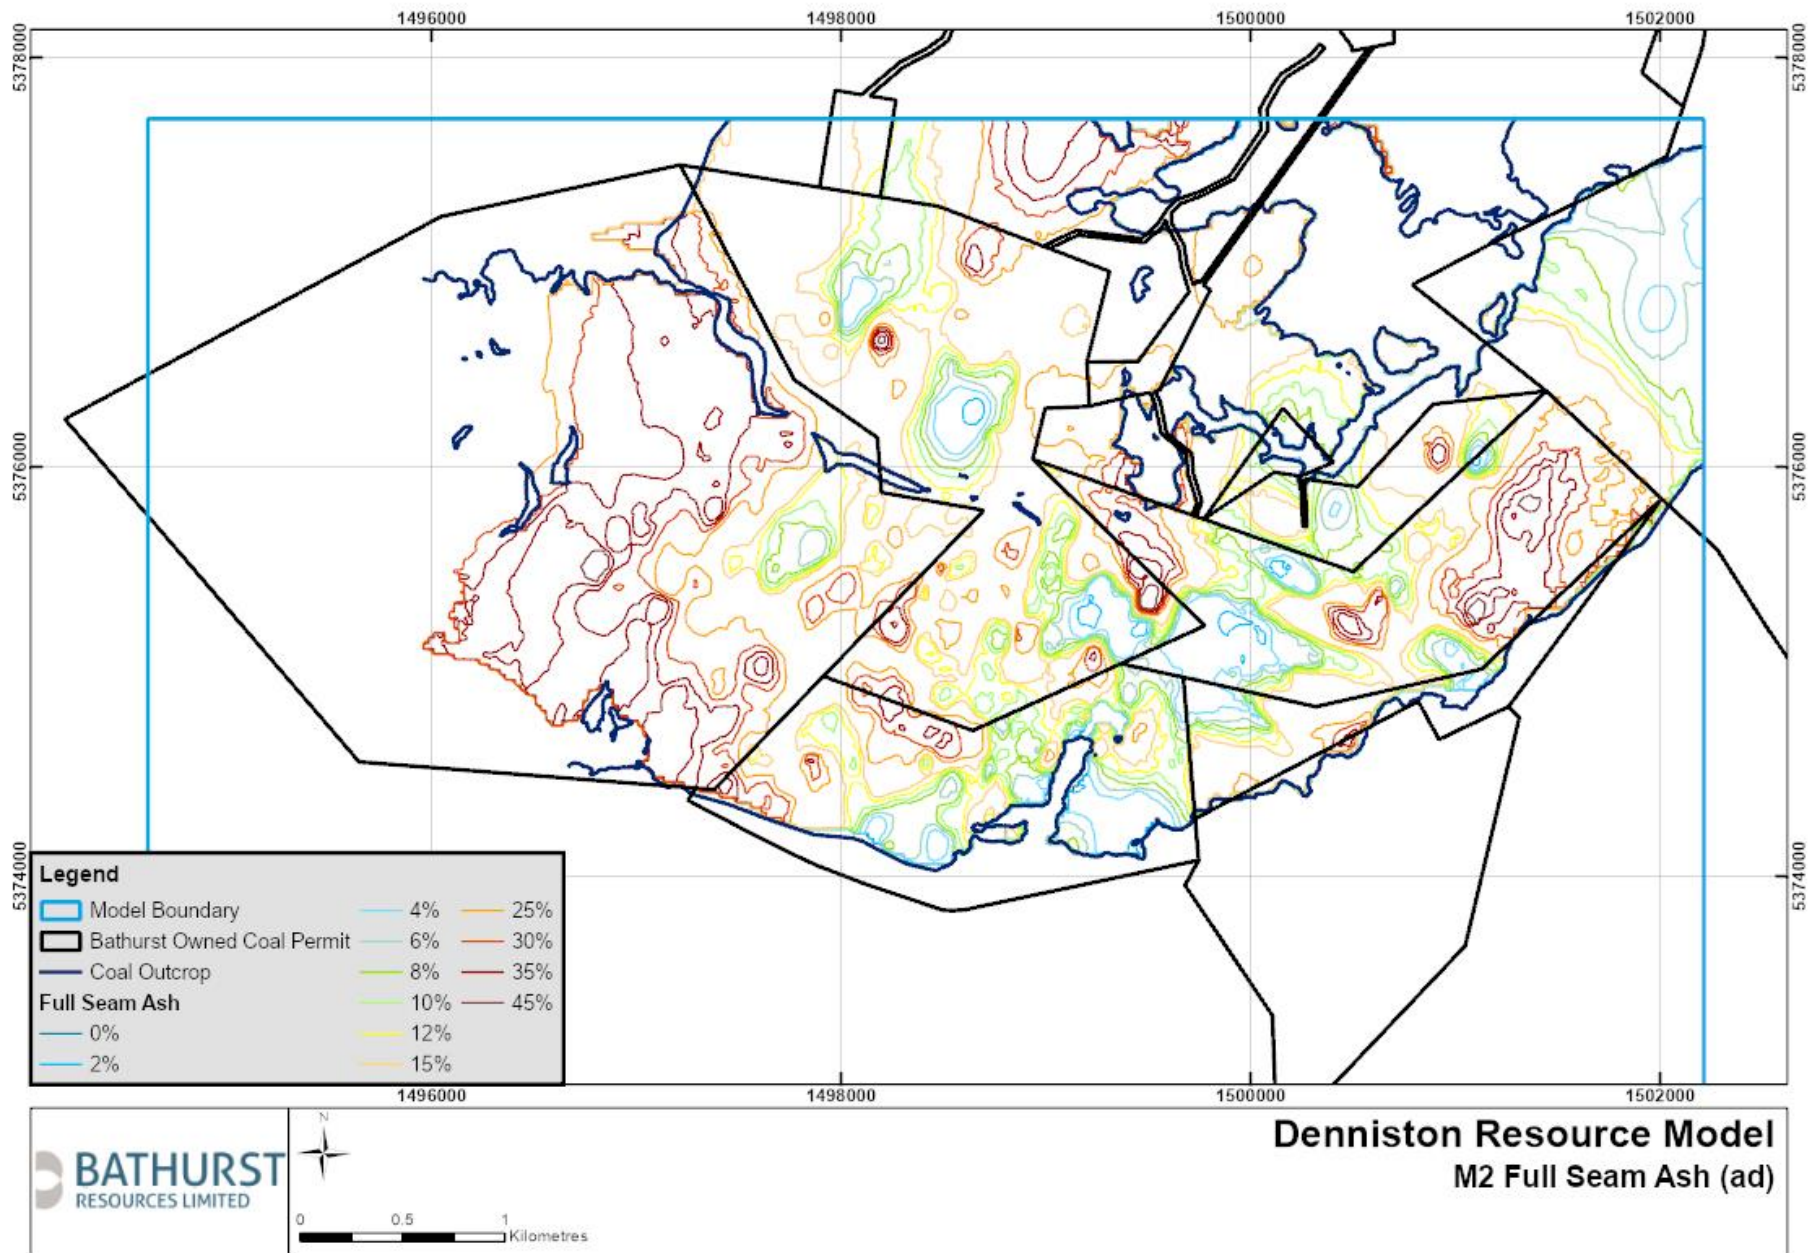 1496000 1498000 1500000 1502000
5378000 5378000
5376000 5376000
5374000 5374000
Legend
Model Boundary
Bathurst Owned Coal Permit
Coal Outcrop
Full Seam Ash
0%
2%
4%
6%
8%
10%
12%
15%
25%
30%
35%
45%
1496000 1498000 1500000 1502000
BATHURST
RESOURCES LIMITED
N
0 0.5 1
Kilometres
Denniston Resource Model
M2 Full Seam Ash (ad)